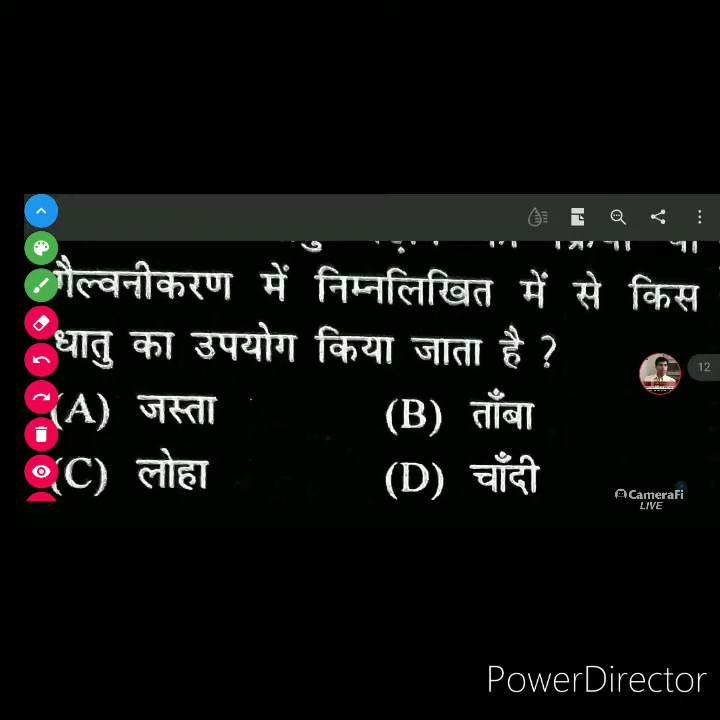 गैल्वनीकरण में निम्नलिखित में से किस
धातु का उपयोग किया जाता है ?
12
(A) जस्ता
(B) ताँबा
(C) लोहा
(D) चाँदी
CameraFi
LIVE
PowerDirector